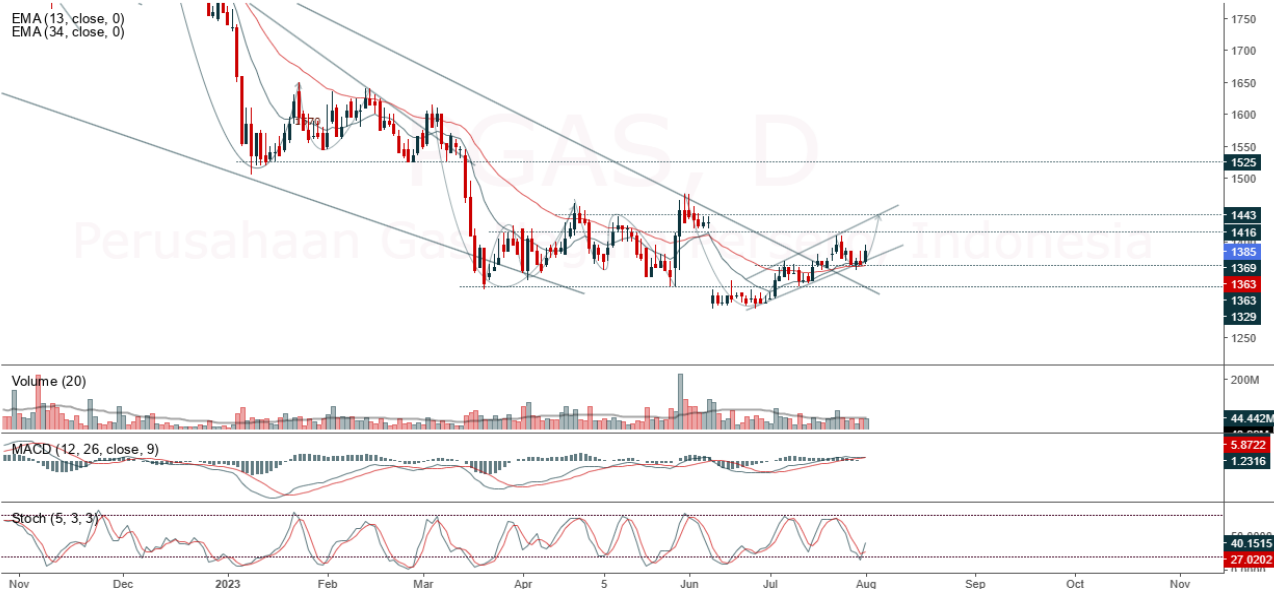 EMA (13, close, 0)
EMA (34, close, 0)
PGAS, D
Perusahaan Gas
Indonesia
1570
1750
1700
1650
1600
1550
1525
1500
1443
1416
1385
1369
1363
1363
1329
1250
Volume (20)
200M
44.442M
MACD (12, 26, close, 9)
5.8722
1.2316
Stoch (5, 3, 3)
40.1515
27.0202
Nov Dec 2023 Feb Mar Apr 5 Jun Jul Aug Sep Oct Nov